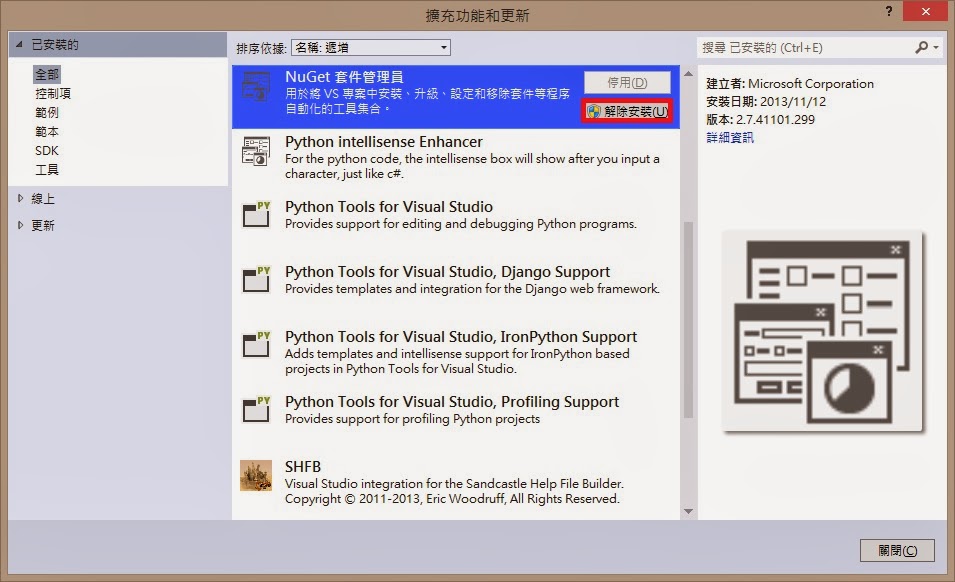 擴充功能和更新
?
已安裝的
全部
控制項
範例
範本
SDK
工具
線上
更新
排序依據: 名稱: 遞增
NuGet 套件管理員
用於將 VS 專案中安裝、升級、設定和移除套件等程序
自動化的工具集合。
停用(D)
解除安裝(U)
Python intellisense Enhancer
For the python code, the intellisense box will show after you input a
character, just like c#.
PY
Python Tools for Visual Studio
Provides support for editing and debugging Python programs.
PY
Python Tools for Visual Studio, Django Support
Provides templates and integration for the Django web framework.
PY
Python Tools for Visual Studio, IronPython Support
Adds templates and intellisense support for IronPython based
projects in Python Tools for Visual Studio.
PY
Python Tools for Visual Studio, Profiling Support
Provides support for profiling Python projects
SHFB
Visual Studio integration for the Sandcastle Help File Builder.
Copyright © 2011-2013, Eric Woodruff, All Rights Reserved.
搜尋 已安裝的 (Ctrl+E)
建立者: Microsoft Corporation
安裝日期: 2013/11/12
版本: 2.7.41101.299
詳細資訊
關閉(C)